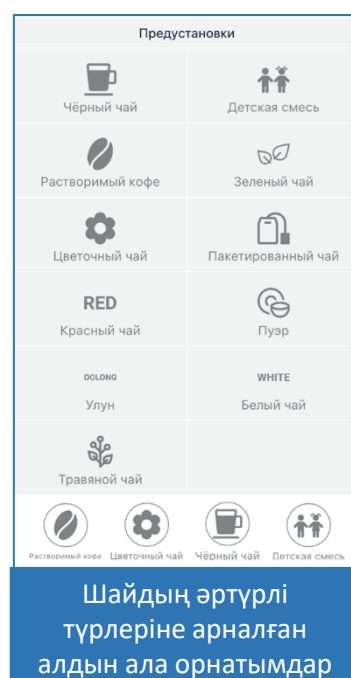 Предустановки
Чёрный чай
Детская смесь
Растворимый кофе
Зеленый чай
Цветочный чай
Пакетированный чай
RED
Красный чай
Пуэр
OOLONG
Улун
WHITE
Белый чай
Травяной чай
Растворимый кофе
Цветочный чай
Чёрный чай
Детская смесь
Шайдың әртүрлі
түрлеріне арналған
алдын ала орнатымдар